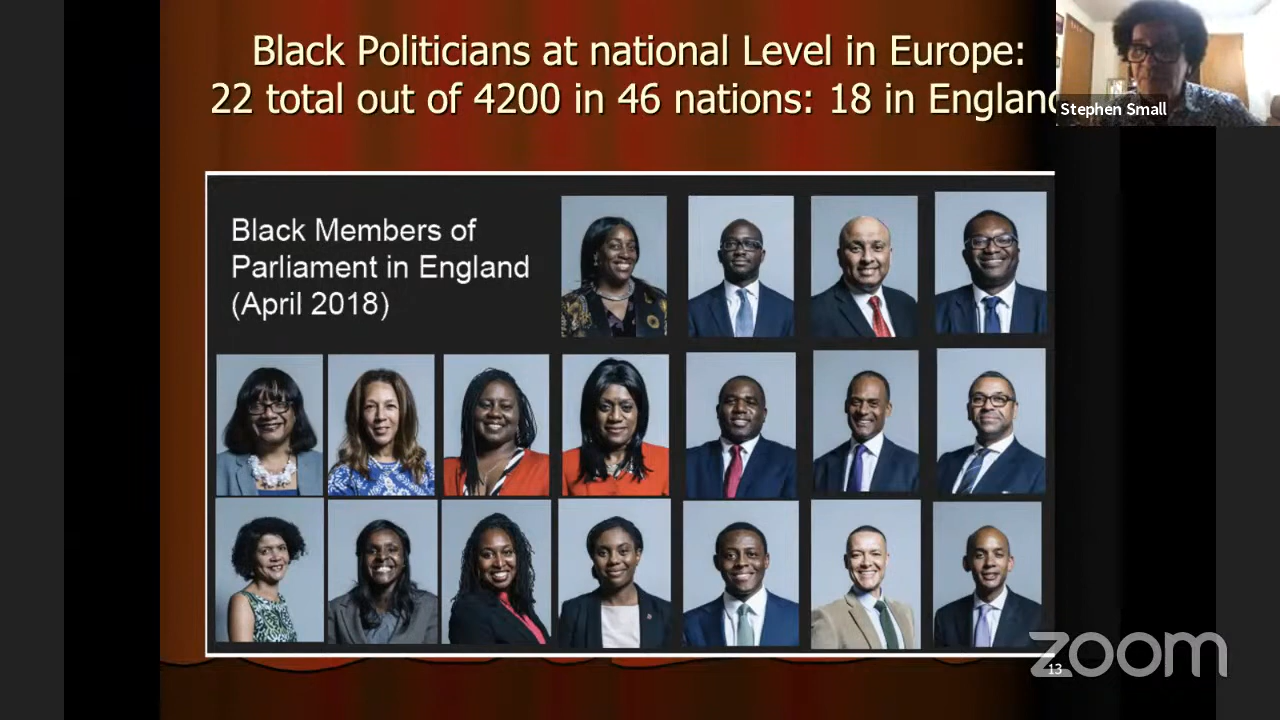 Black Politicians at national Level in Europe:
22 total out of 4200 in 46 nations: 18 in England
Stephen Small
Black Members of
Parliament in England
(April 2018)
zoom
13